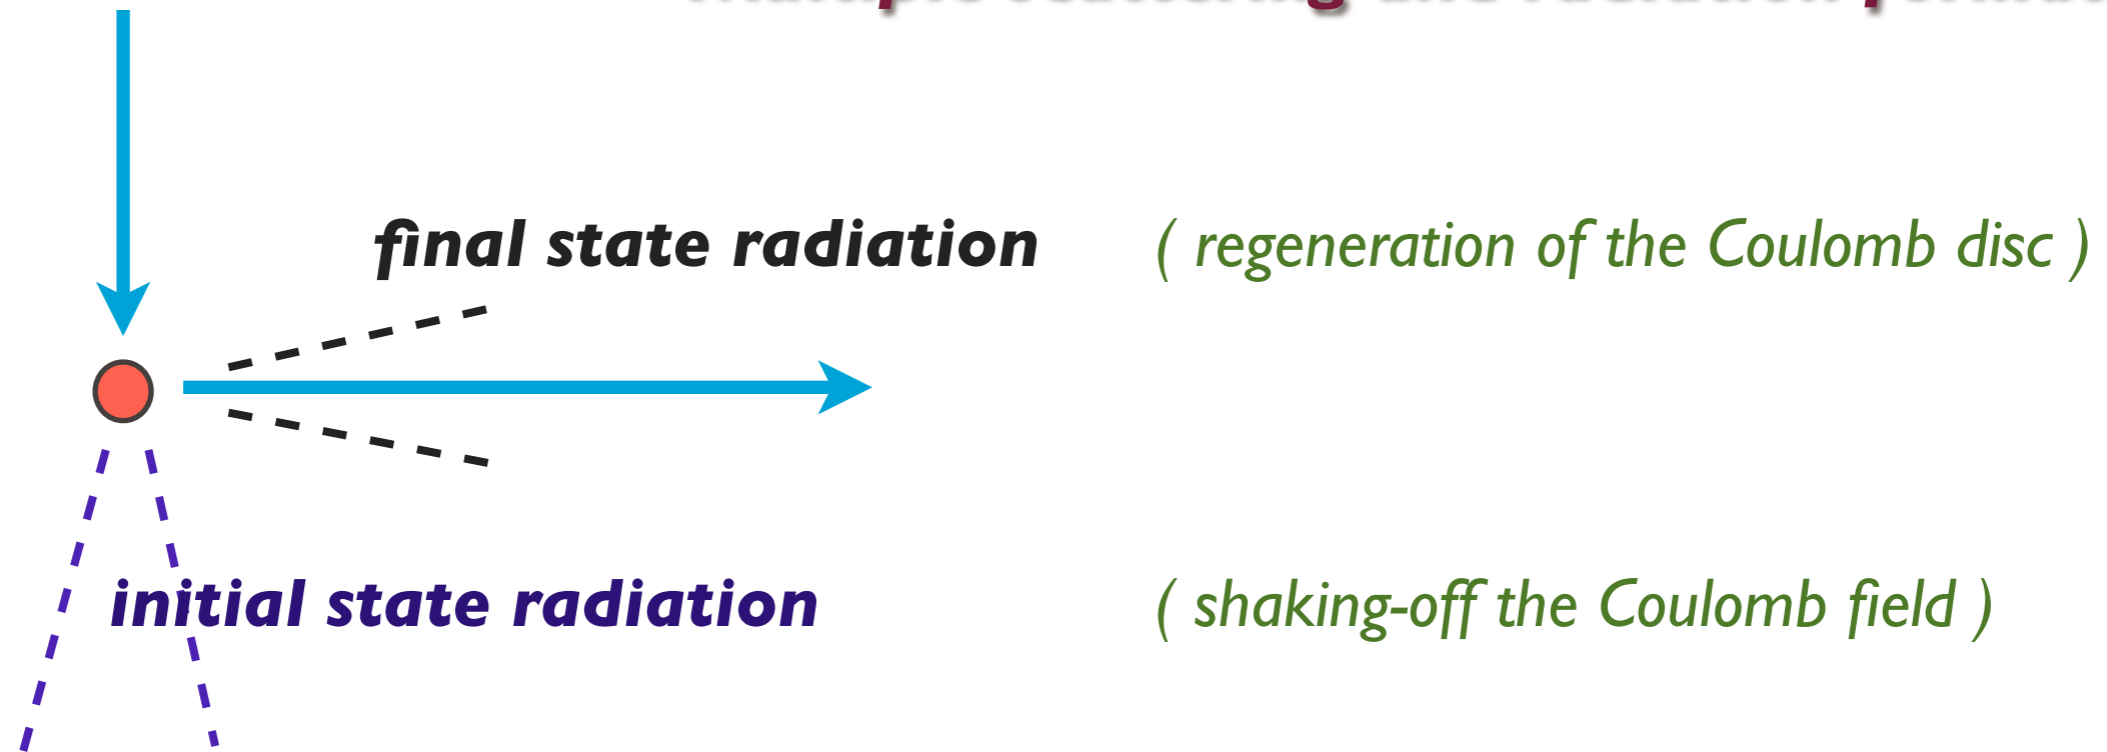 final state radiation ( regeneration of the Coulomb disc )
initial state radiation ( shaking-off the Coulomb field )